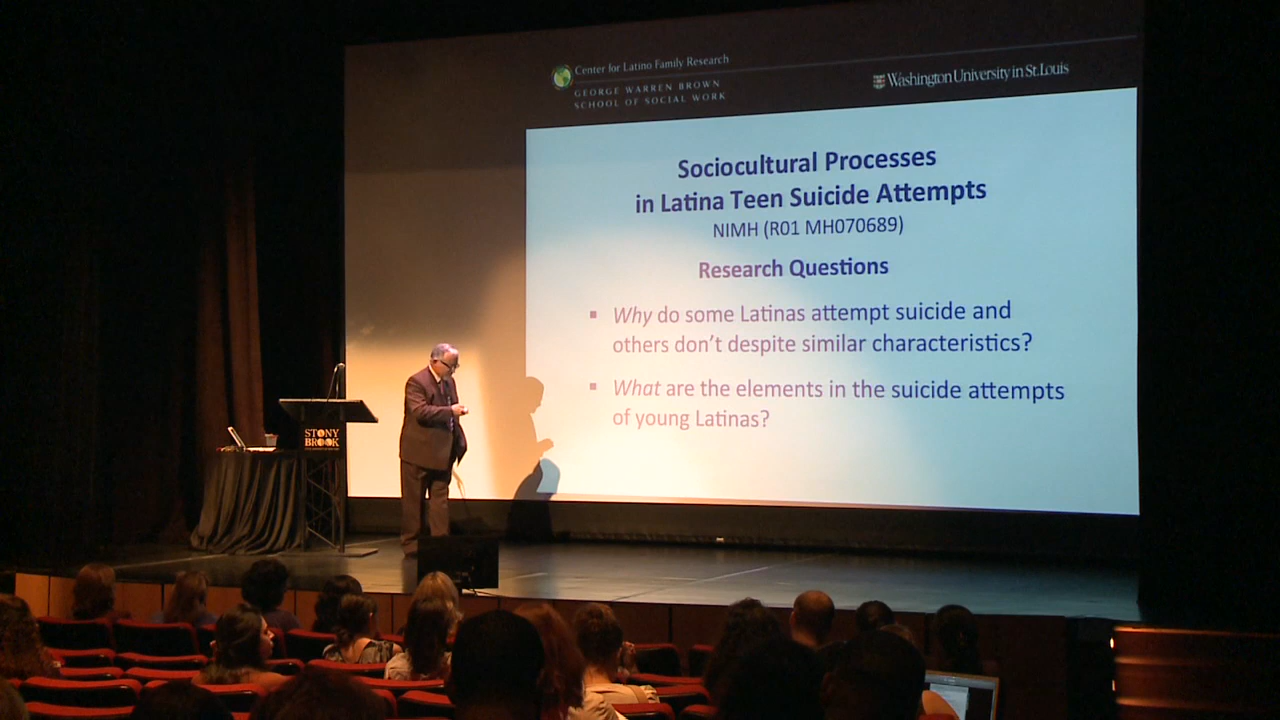 Center for Latino Family Research
GEORGE WARREN BROWN
SCHOOL OF SOCIAL WORK
Washington University in St. Louis
Sociocultural Processes
in Latina Teen Suicide Attempts
NIMH (R01 MH070689)
Research Questions
▪ Why do some Latinas attempt suicide and
others don't despite similar characteristics?
▪ What are the elements in the suicide attempts
of young Latinas?
STONY
BROOK